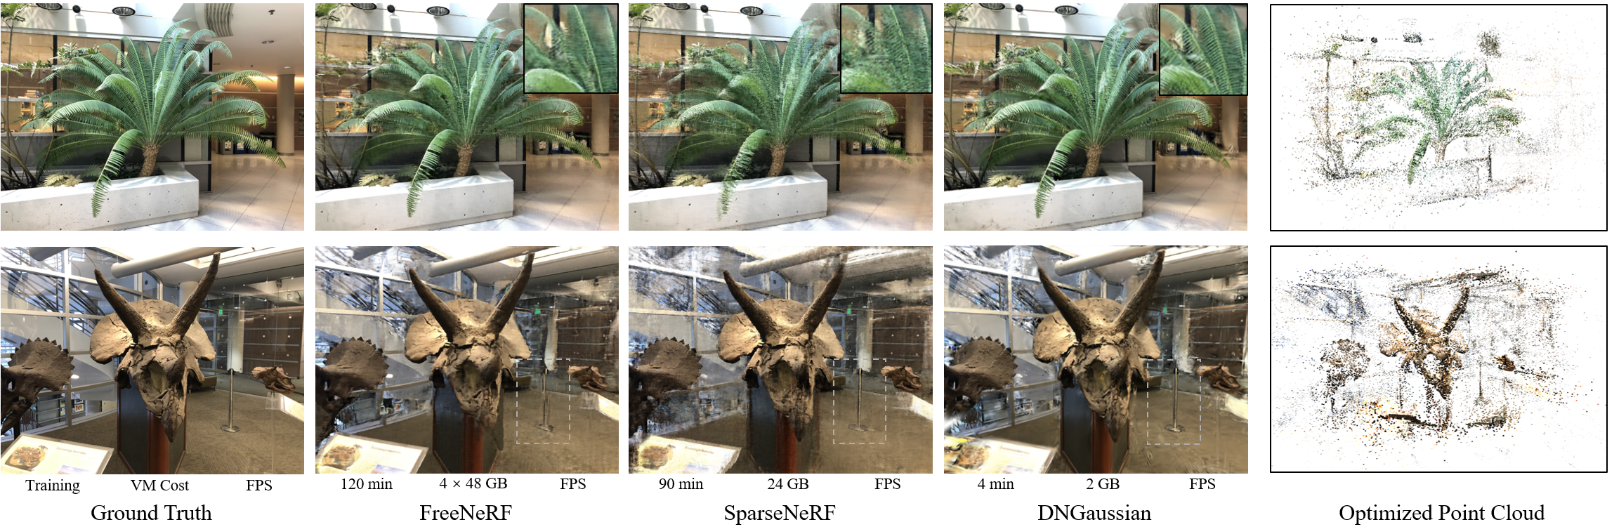 Training VM Cost FPS 120 min 4 × 48 GB FPS 90 min 24 GB FPS 4 min 2 GB FPS
Ground Truth FreeNeRF SparseNeRF DNGaussian Optimized Point Cloud